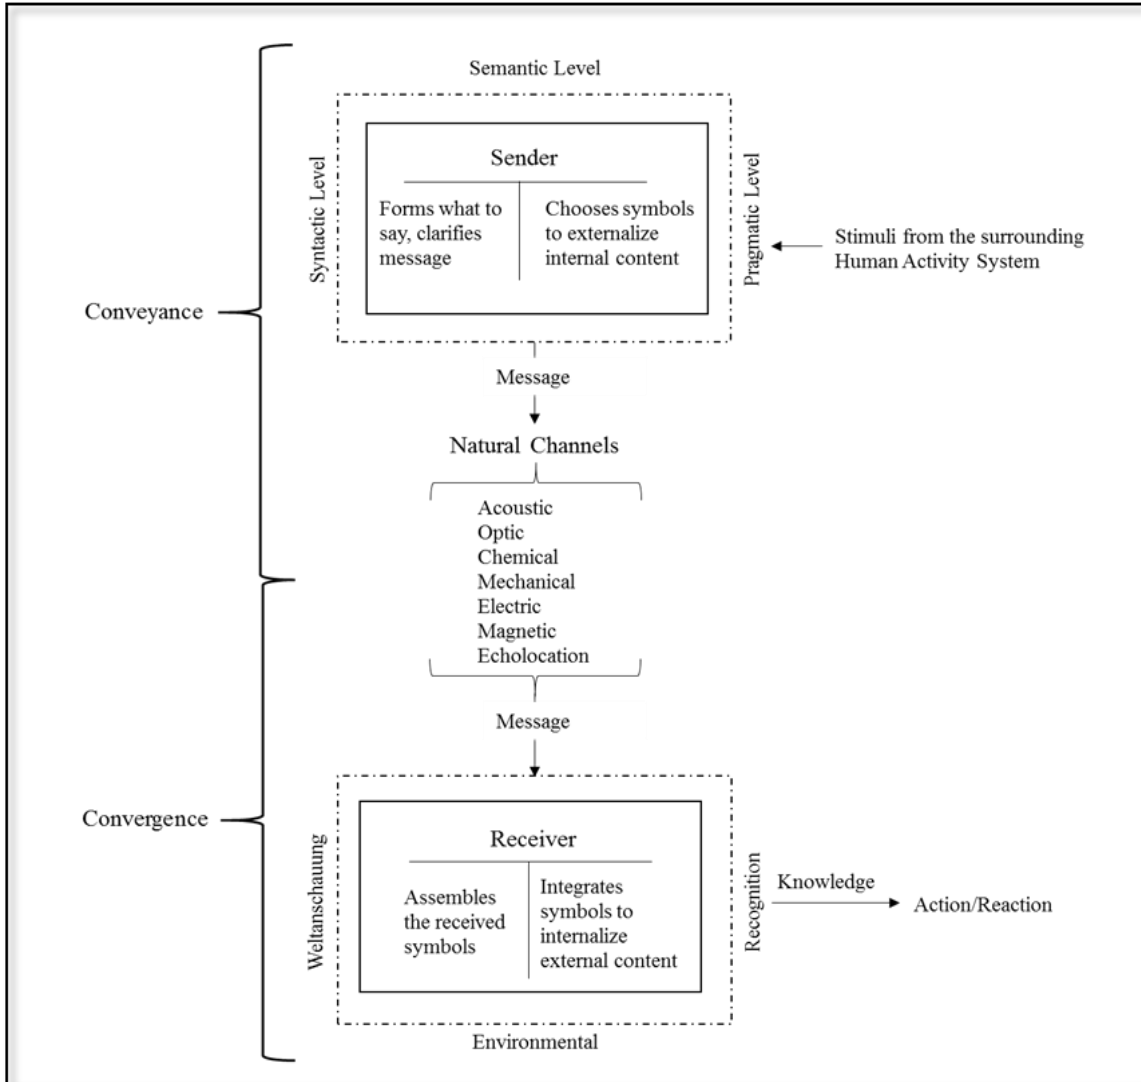 Semantic Level
Syntactic Level
Sender
Forms what to
say, clarifies
message
Chooses symbols
to externalize
internal content
Pragmatic Level
Stimuli from the surrounding
Human Activity System
Conveyance
Message
Natural Channels
Acoustic
Optic
Chemical
Mechanical
Electric
Magnetic
Echolocation
Message
Convergence
Weltanschauung
Receiver
Assembles
the received
symbols
Integrates
symbols to
internalize
external content
Recognition
Knowledge
Action/Reaction
Environmental